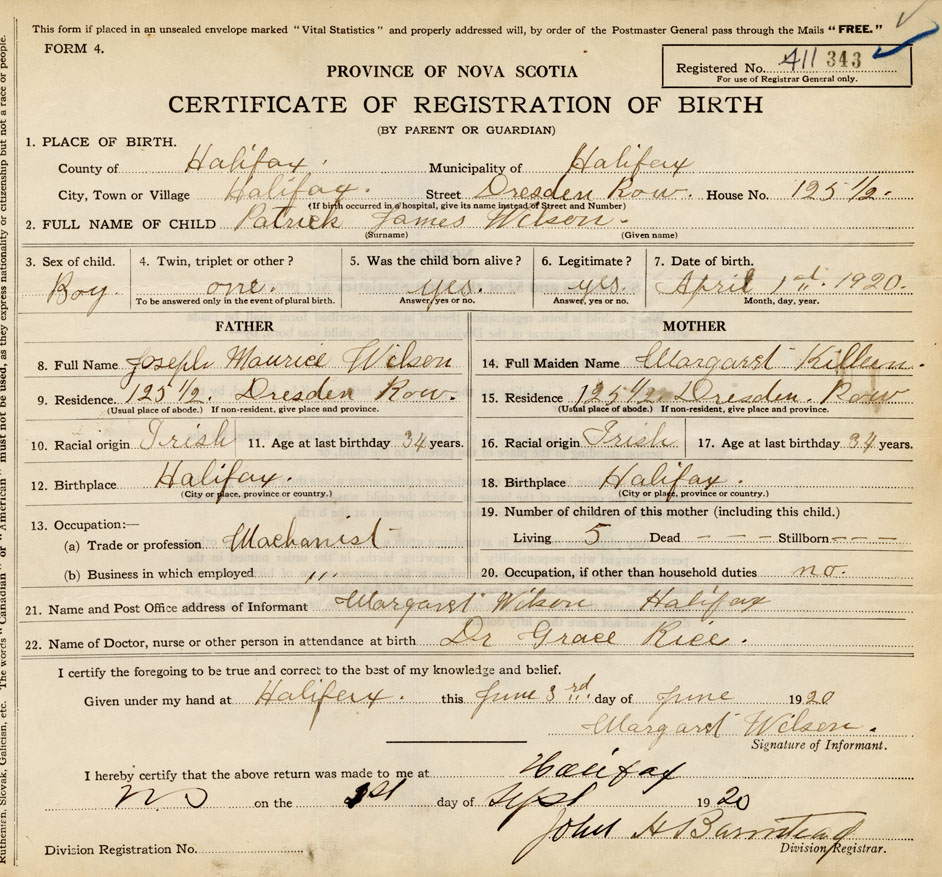 This form if placed in an unsealed envelope marked "Vital Statistics" and properly addressed will, by order of the Postmaster General pass through the Mails "FREE."
FORM 4.
Registered No. 411 343
For use of Registrar General only.
PROVINCE OF NOVA SCOTIA
CERTIFICATE OF REGISTRATION OF BIRTH
(BY PARENT OR GUARDIAN)
1. PLACE OF BIRTH.
County of Halifax. Municipality of Halifax
City, Town or Village Halifax. Street Dresden Row. House No. 125 1/2.
(If birth occurred in a hospital, give its name instead of Street and Number)
2. FULL NAME OF CHILD Patrick James Wilson.
(Surname) (Given name)
3. Sex of child. 4. Twin, triplet or other? 5. Was the child born alive? 6. Legitimate? 7. Date of birth.
Boy. one. yes. yes. April 1st. 1920.
To be answered only in the event of plural birth. Answer, yes or no. Answer, yes or no. Month, day, year.
FATHER MOTHER
8. Full Name Joseph Maurice Wilson 14. Full Maiden Name Margaret Killen.
9. Residence 125 1/2. Dresden Row. 15. Residence 125 1/2 Dresden. Row
(Usual place of abode.) If non-resident, give place and province. (Usual place of abode.) If non-resident, give place and province.
10. Racial origin Irish 11. Age at last birthday 34 years. 16. Racial origin Irish 17. Age at last birthday 34 years.
12. Birthplace Halifax. 18. Birthplace Halifax.
(City or place, province or country.) (City or place, province or country.)
13. Occupation:— 19. Number of children of this mother (including this child.)
(a) Trade or profession Machanist Living 5 Dead - - - Stillborn - - -
(b) Business in which employed " 20. Occupation, if other than household duties no.
21. Name and Post Office address of Informant Margaret Wilson Halifax
22. Name of Doctor, nurse or other person in attendance at birth Dr Grace Rice.
I certify the foregoing to be true and correct to the best of my knowledge and belief.
Given under my hand at Halifax. this June 3rd day of June 1920
Margaret Wilson.
Signature of Informant.
I hereby certify that the above return was made to me at Halifax
NS on the 1st day of Sept 1920
John H Barnstead
Division Registrar.
Division Registration No.
Ruthenian, Slovak, Galician, etc. The words "Canadian" or "American" must not be used, as they express nationality or citizenship but not a race or people.